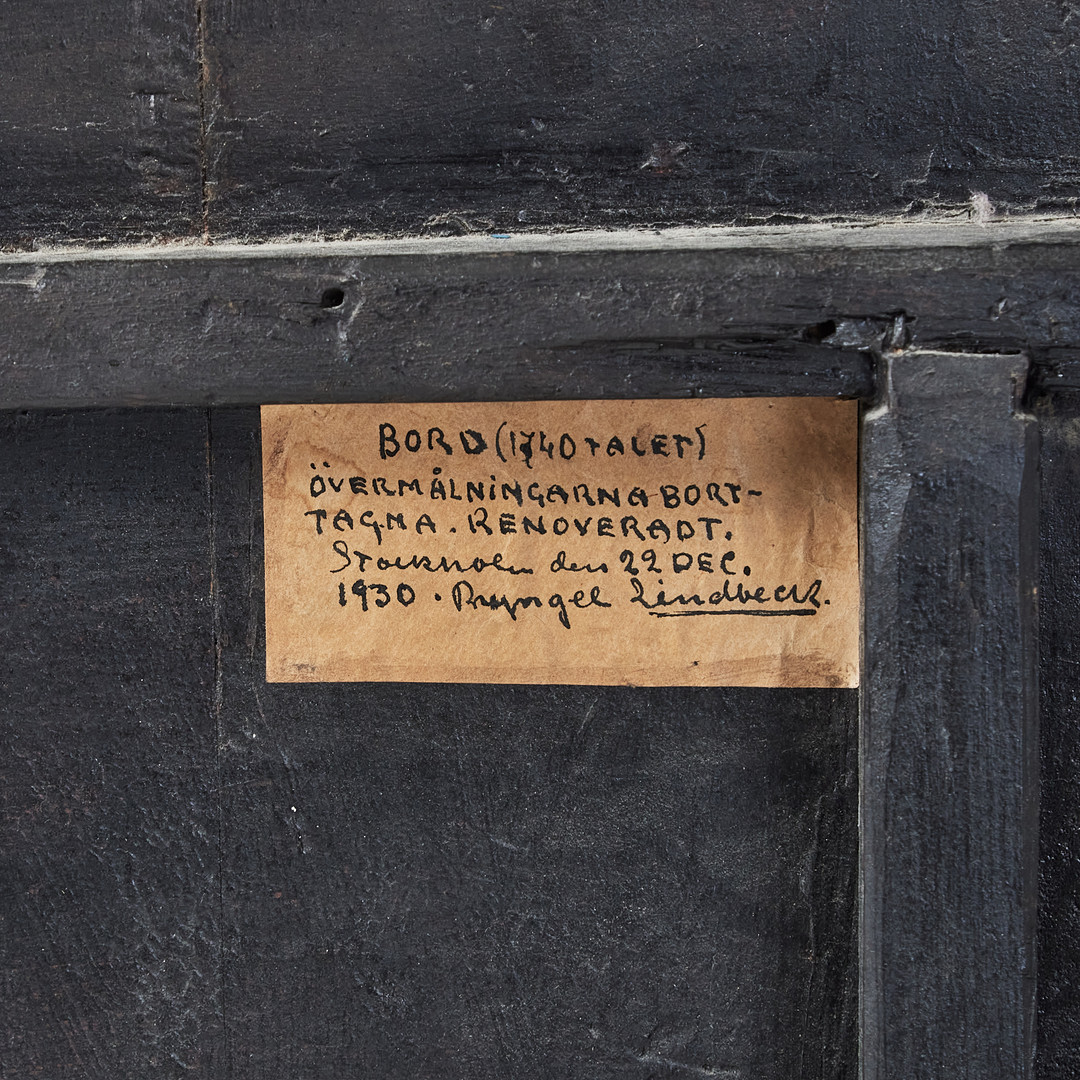 BORD (1740 TALET)
ÖVERMÅLNINGARNA BORT-
TAGNA. RENOVERADT.
Stockholm den 22 DEC.
1930. Lindbeck.